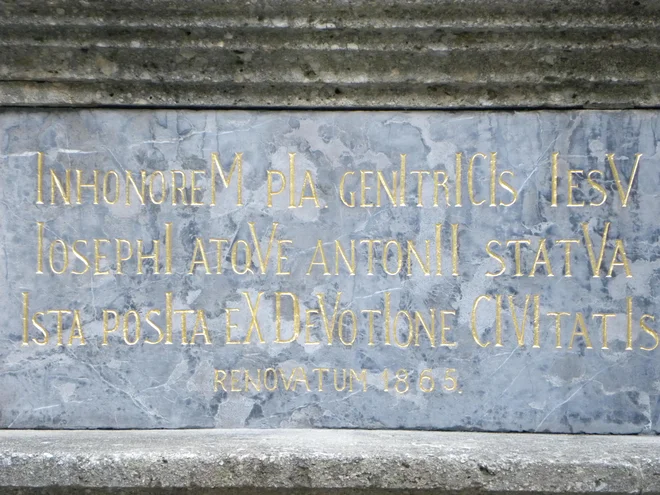 InhonoreM pIa. genItrICIs IesV
IosephI atqVe antonII statVa
Ista posIta eX DeVotIone CIVItatIs
RENOVATUM 1865.